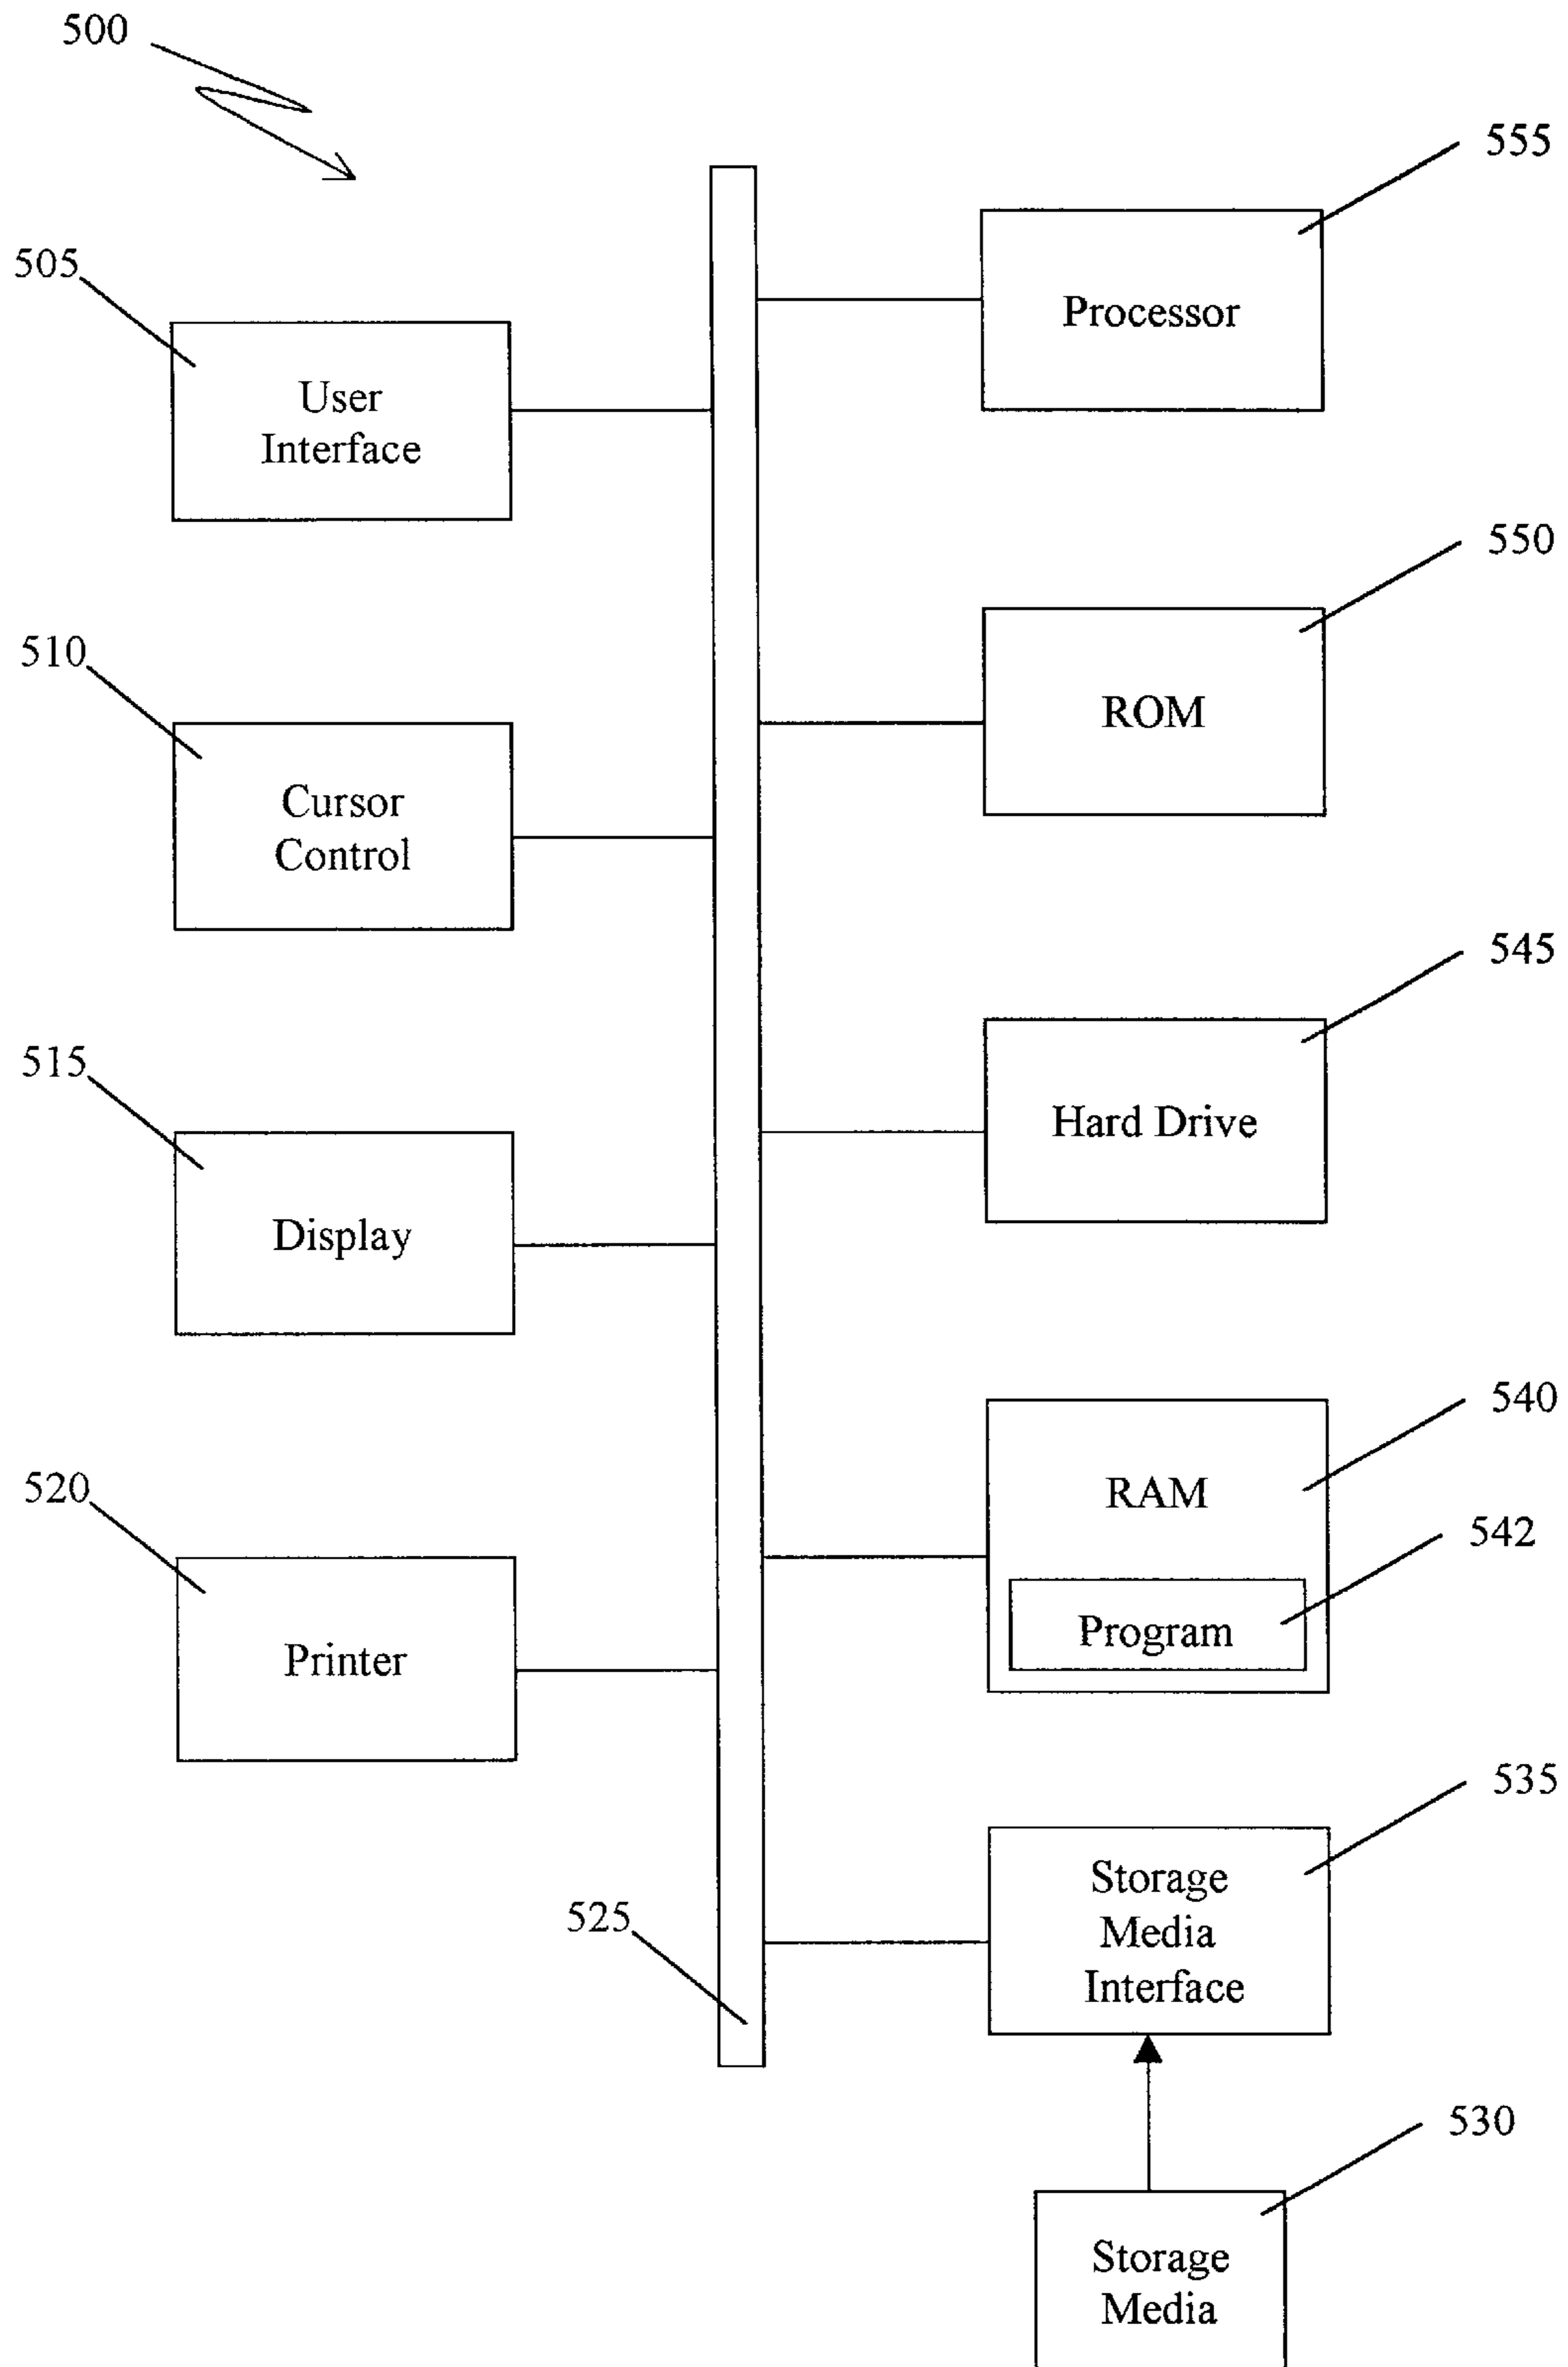 500
555
Processor
505
User
Interface
550
ROM
510
Cursor
Control
545
Hard Drive
515
Display
540
RAM
542
Program
520
Printer
535
Storage
Media
Interface
525
530
Storage
Media